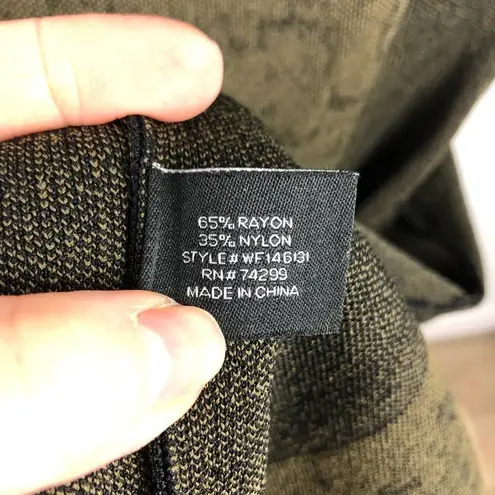 65% RAYON
35% NYLON
STYLE# WF146131
RN# 74299
MADE IN CHINA